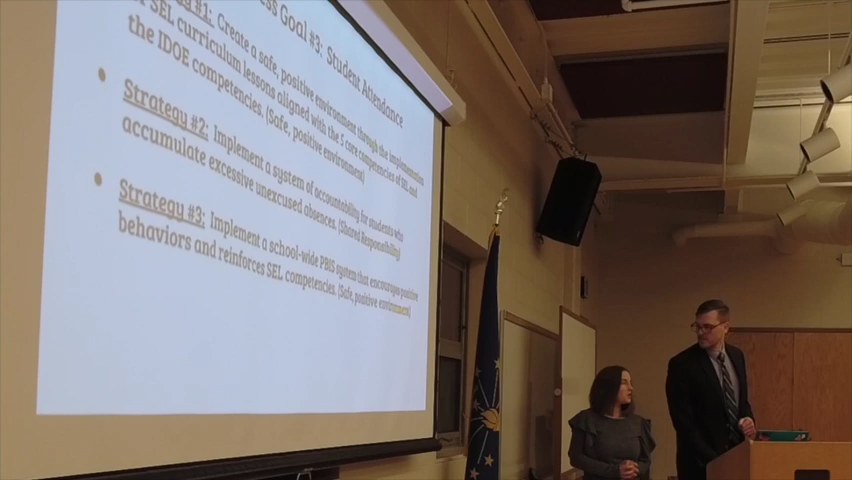 ess Goal #3: Student Attendance
#1: Create a safe, positive environment through the implementation
of SEL curriculum lessons aligned with the 5 core competencies of SEL and
the IDOE competencies. (Safe, positive environment)
Strategy #2: Implement a system of accountability for students who
accumulate excessive unexcused absences. (Shared Responsibility)
Strategy #3: Implement a school-wide PBIS system that encourages positive
behaviors and reinforces SEL competencies. (Safe, positive environment)